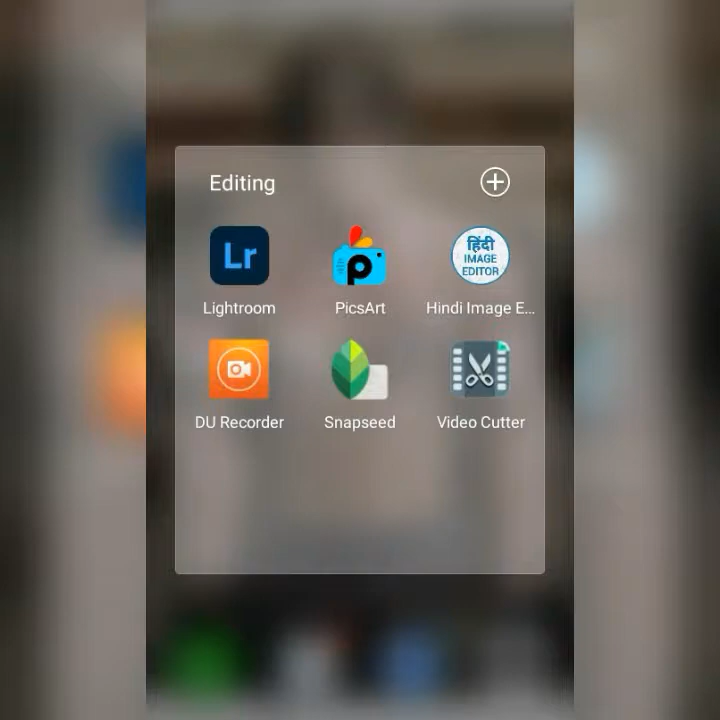 Editing
Lr
हिंदी
IMAGE
EDITOR
Lightroom
PicsArt
Hindi Image E...
DU Recorder
Snapseed
Video Cutter